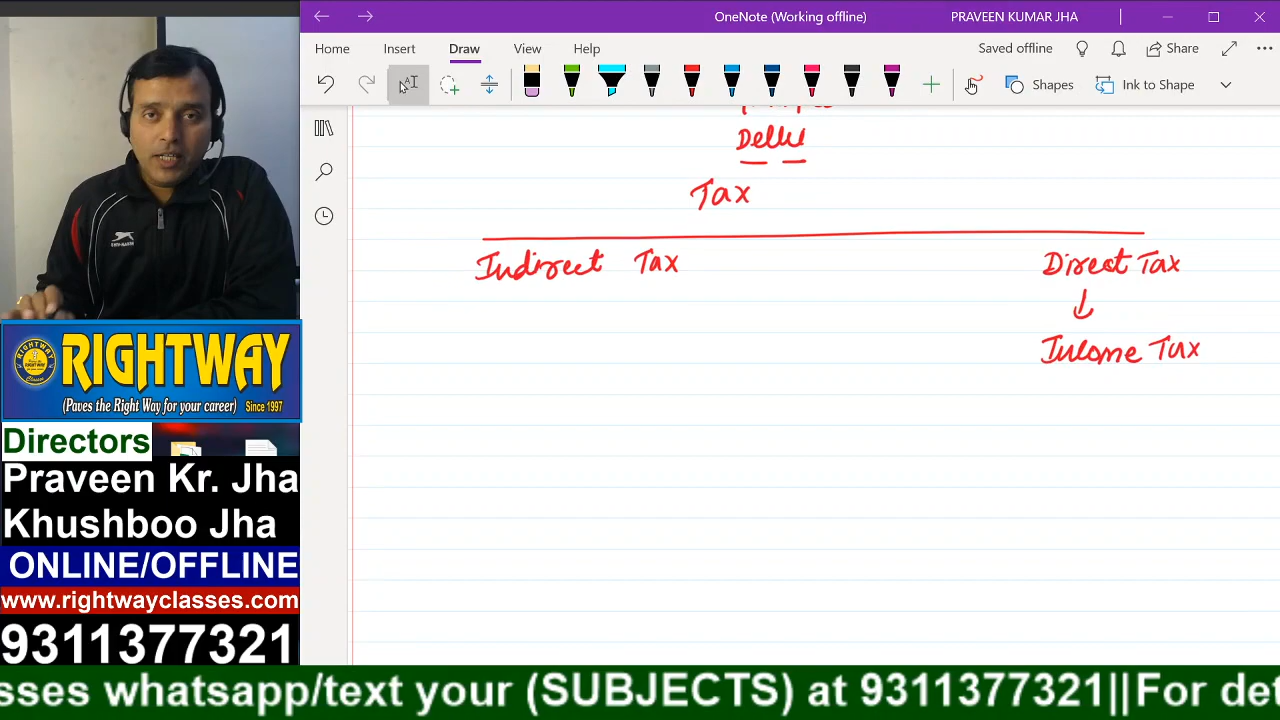 OneNote (Working offline)
PRAVEEN KUMAR JHA
Home Insert Draw View Help
Saved offline
Share
Shapes
Ink to Shape
Delhi
Tax
Indirect Tax
Direct Tax
Income Tax
RIGHTWAY
(Paves the Right Way for your career) Since 1997
Directors
Praveen Kr. Jha
Khushboo Jha
ONLINE/OFFLINE
www.rightwayclasses.com
9311377321
sses whatsapp/text your (SUBJECTS) at 9311377321||For det